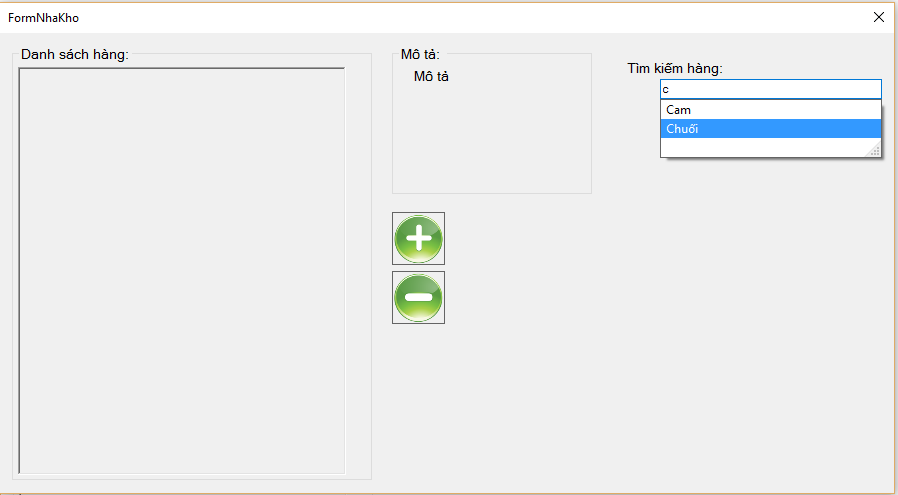 FormNhaKho
Danh sách hàng:
Mô tả:
Mô tả
Tìm kiếm hàng:
c
Cam
Chuối